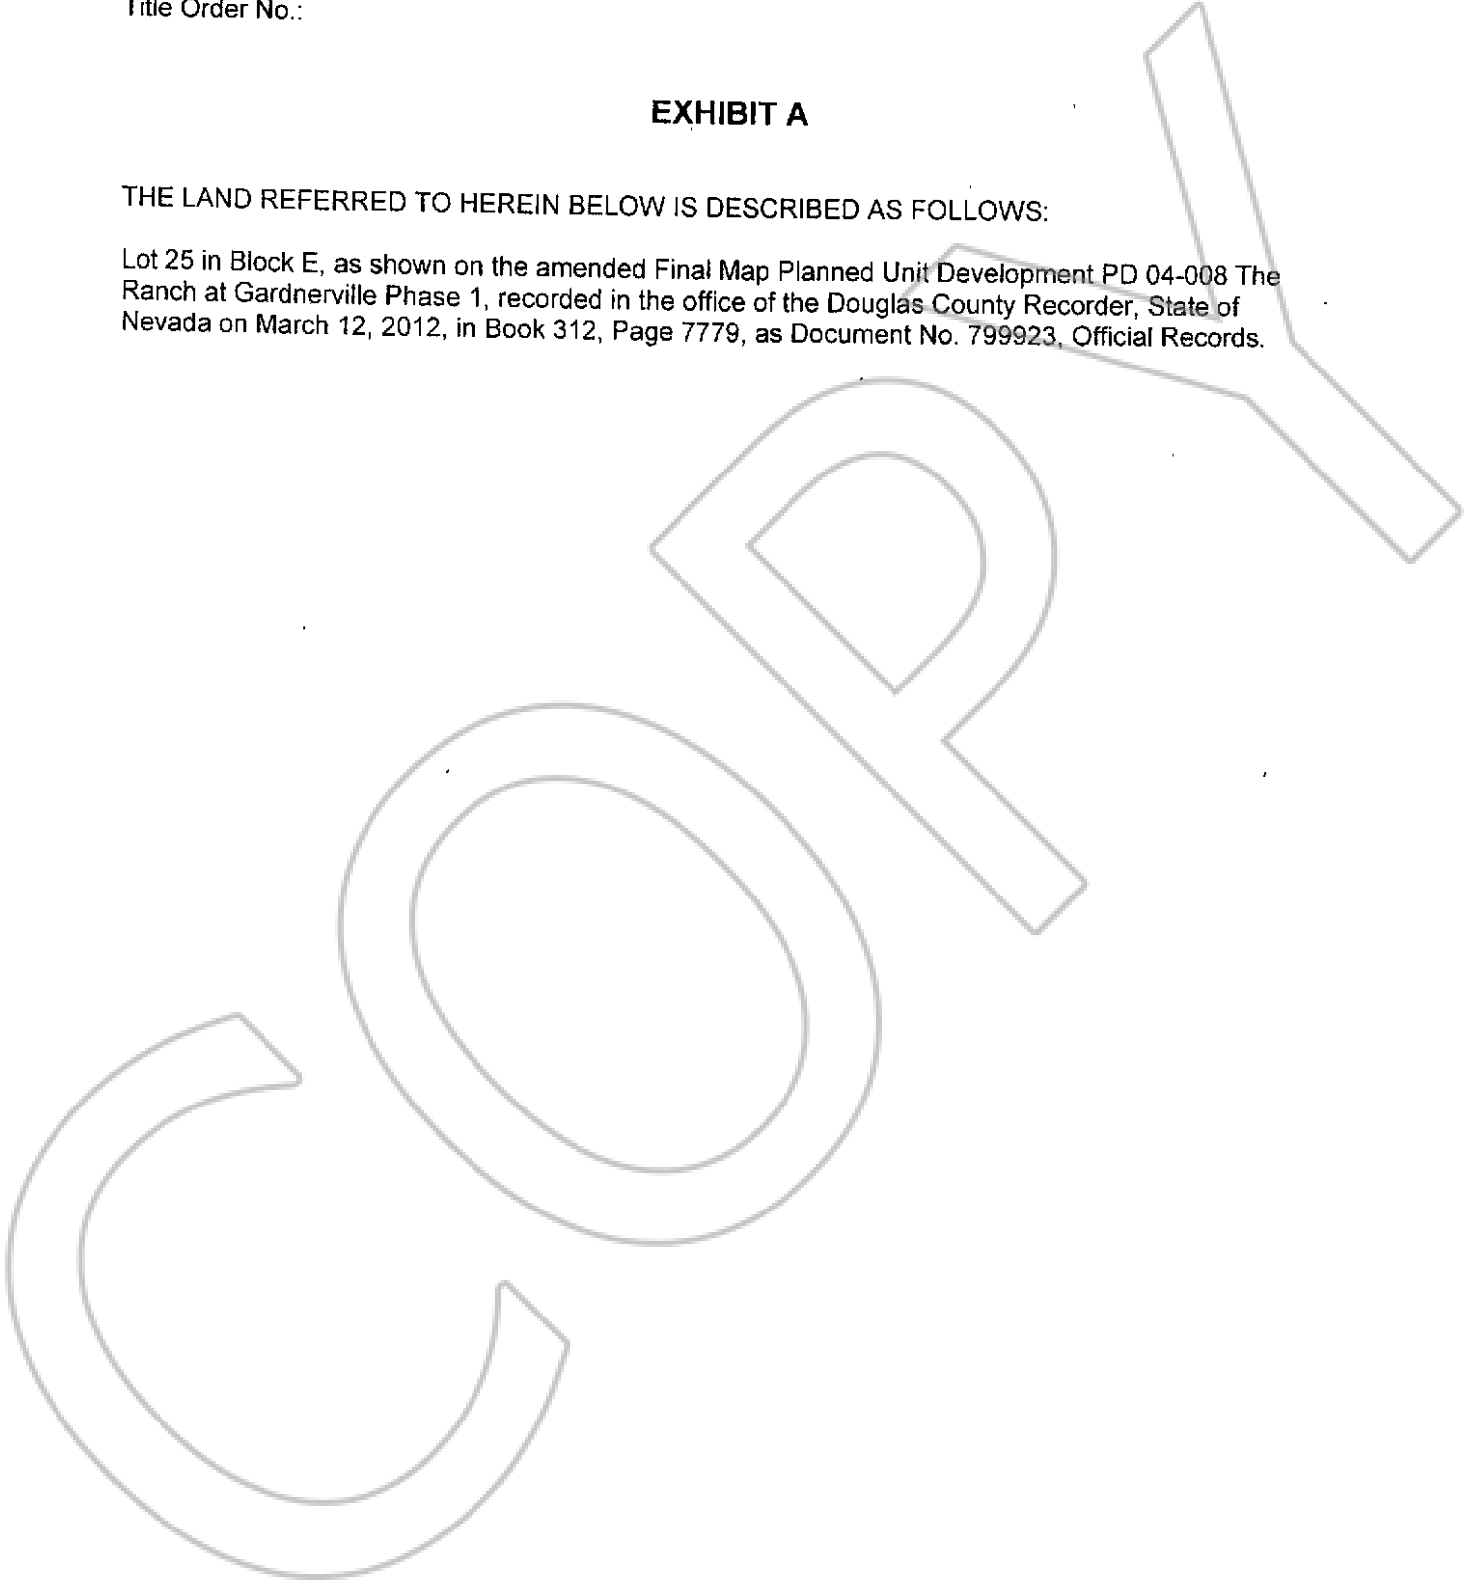 Title Order No.:
EXHIBIT A
THE LAND REFERRED TO HEREIN BELOW IS DESCRIBED AS FOLLOWS:
Lot 25 in Block E, as shown on the amended Final Map Planned Unit Development PD 04-008 The
Ranch at Gardnerville Phase 1, recorded in the office of the Douglas County Recorder, State of
Nevada on March 12, 2012, in Book 312, Page 7779, as Document No. 799923, Official Records.
COPY